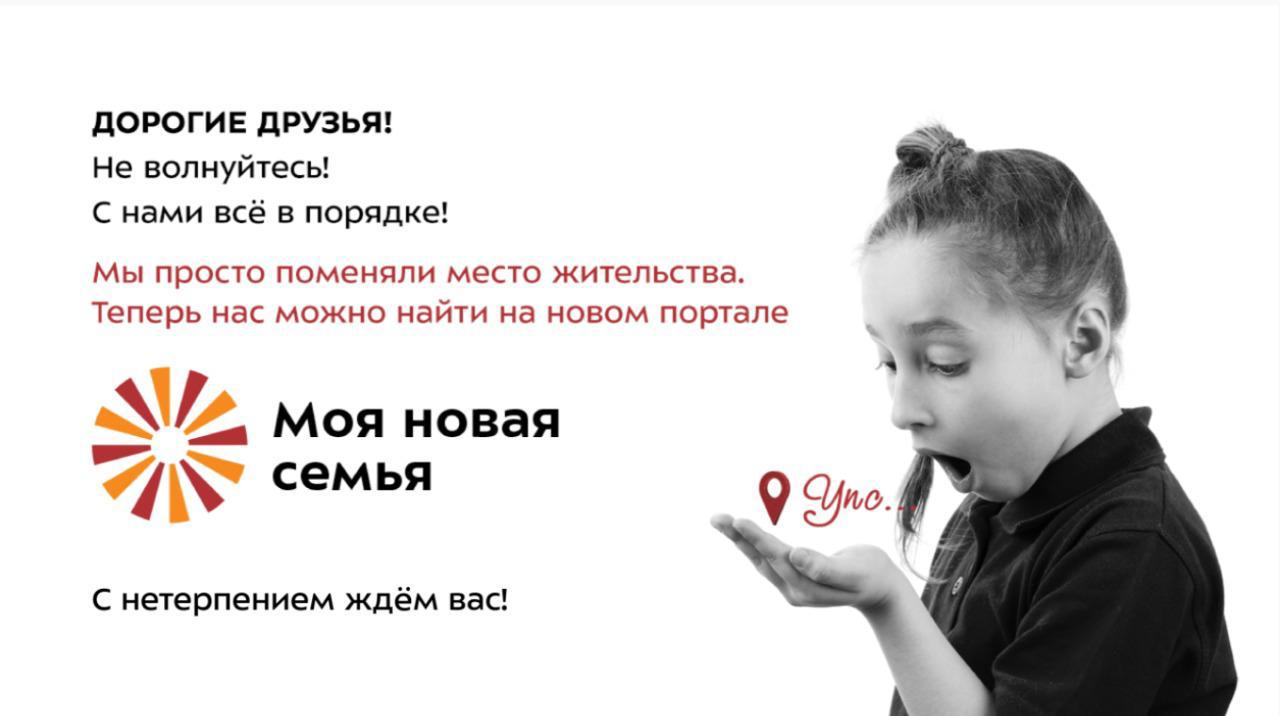 ДОРОГИЕ ДРУЗЬЯ!
Не волнуйтесь!
С нами всё в порядке!
Мы просто поменяли место жительства.
Теперь нас можно найти на новом портале
Моя новая
семья
Упс...
С нетерпением ждём вас!